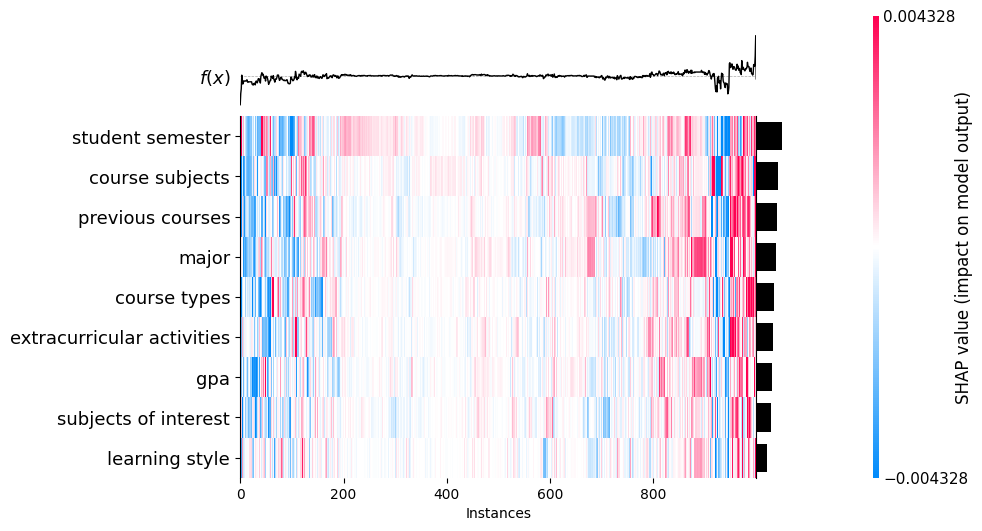 0.004328
f(x)
student semester
course subjects
previous courses
major
course types
extracurricular activities
gpa
subjects of interest
learning style
0 200 400 600 800
Instances
−0.004328
SHAP value (impact on model output)